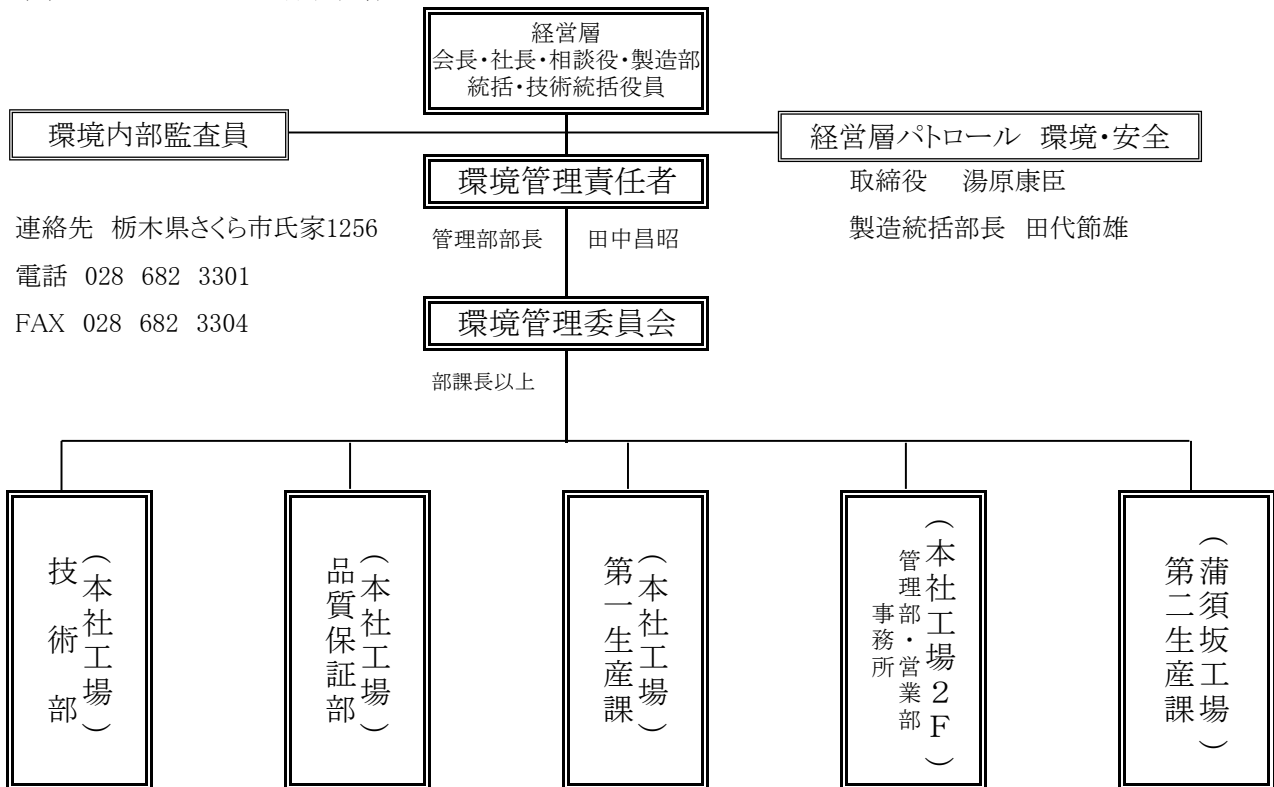 経営層
会長・社長・相談役・製造部
統括・技術統括役員
環境内部監査員
経営層パトロール 環境・安全
環境管理責任者
取締役 湯原康臣
連絡先 栃木県さくら市氏家1256
管理部部長 田中昌昭
製造統括部長 田代節雄
電話 028 682 3301
FAX 028 682 3304
環境管理委員会
部課長以上
(本社工場)
技術部
(本社工場)
品質保証部
(本社工場)
第一生産課
(本社工場2F)
管理部・営業部
事務所
(蒲須坂工場)
第二生産課